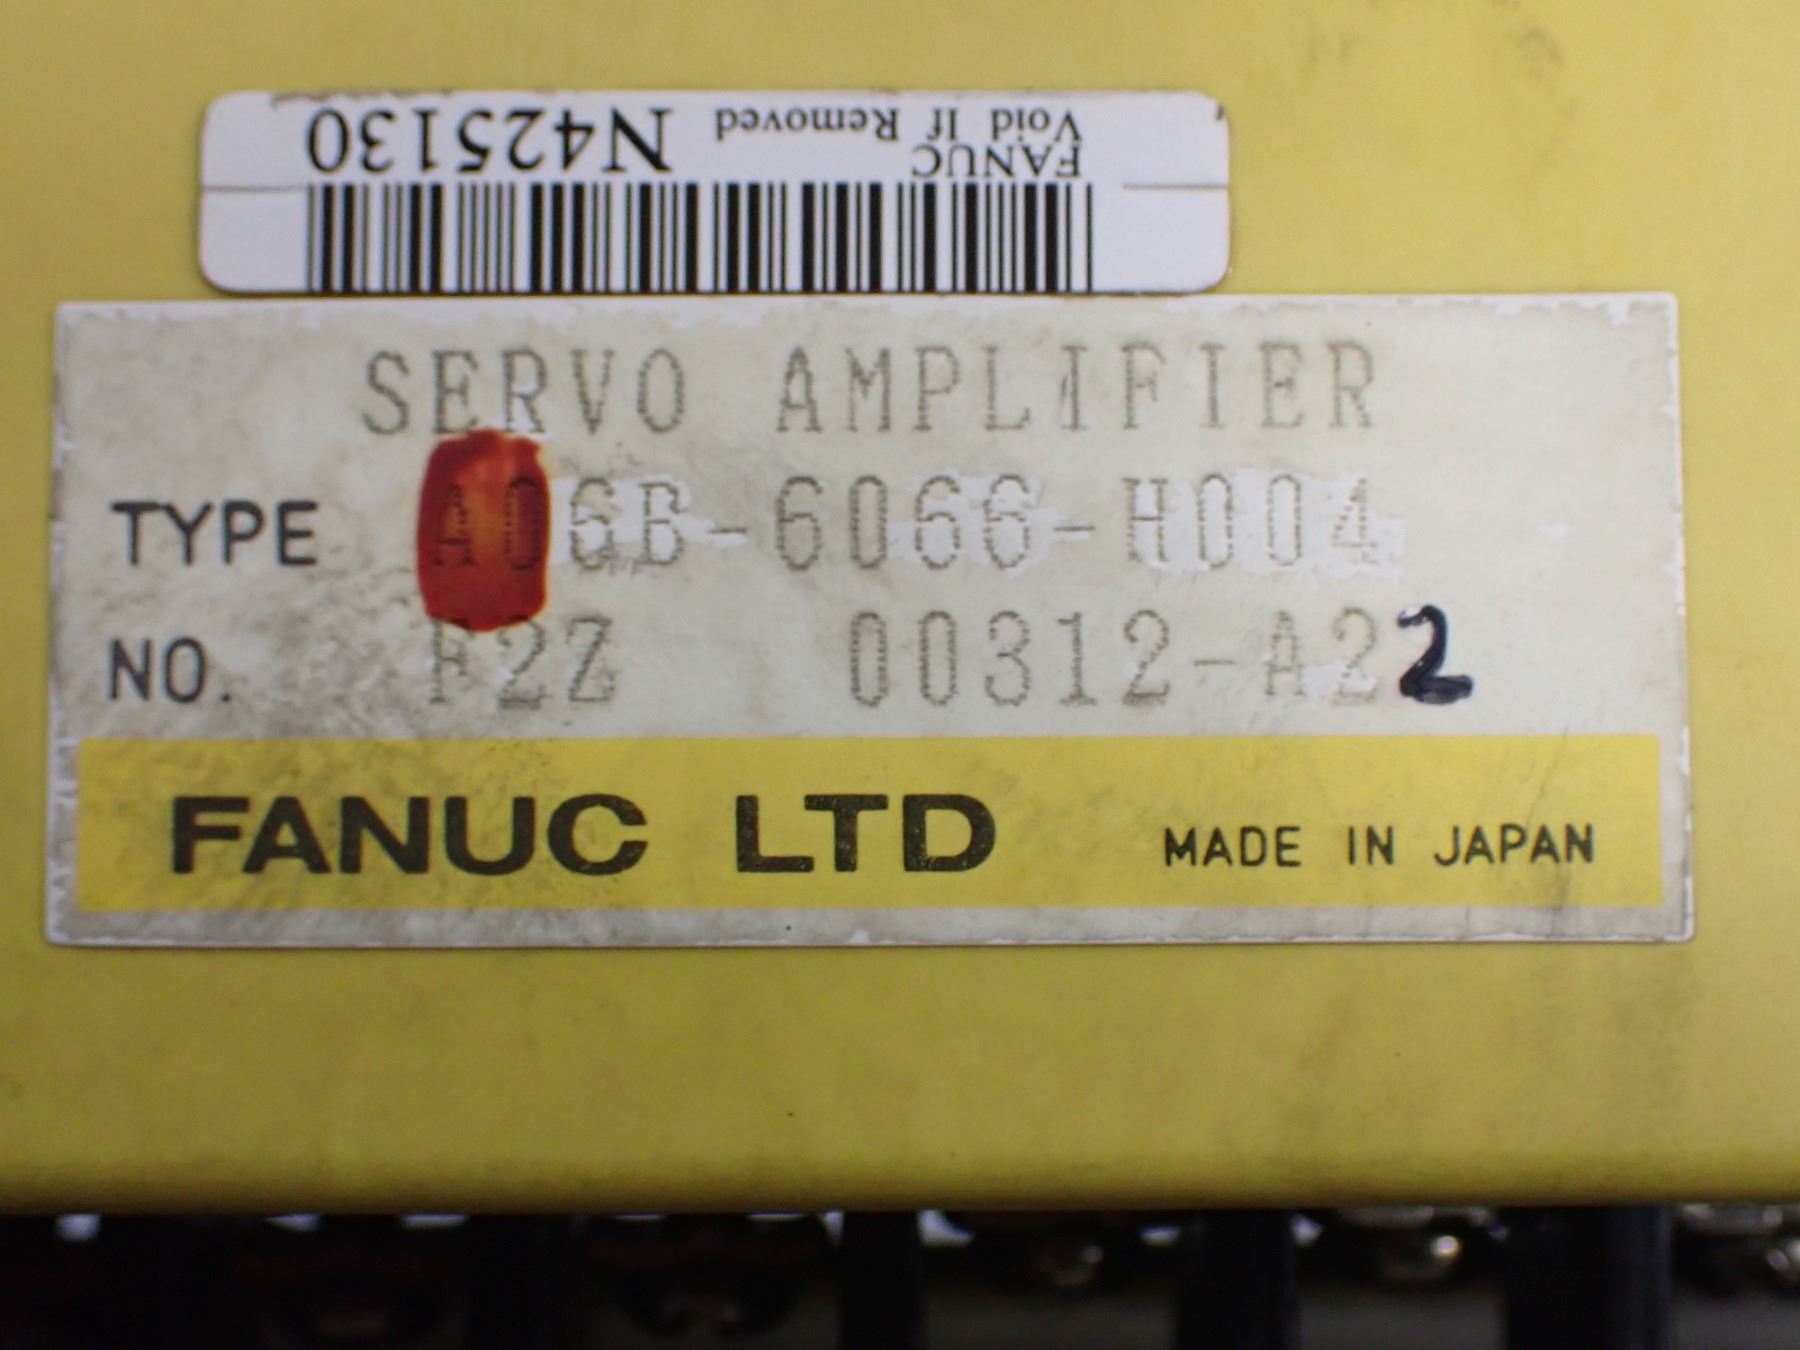 FANUC
Void If Removed N425130
SERVO AMPLIFIER
TYPE A06B-6066-H004
NO. F2Z 00312-A22
FANUC LTD MADE IN JAPAN